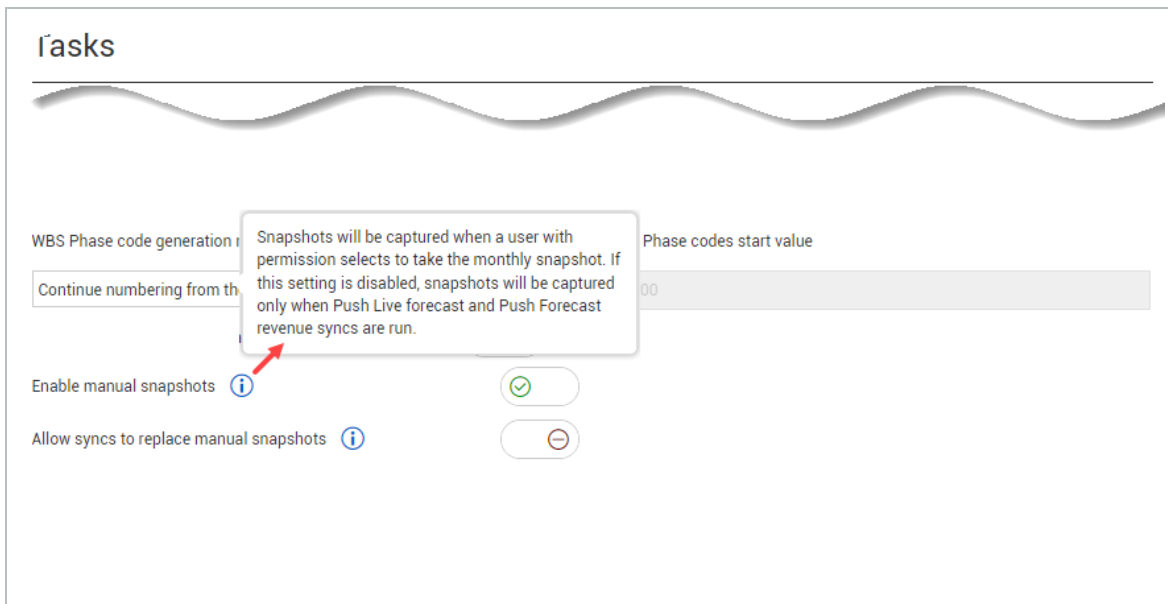 Tasks
WBS Phase code generation
Snapshots will be captured when a user with
permission selects to take the monthly snapshot. If
this setting is disabled, snapshots will be captured
only when Push Live forecast and Push Forecast
revenue syncs are run.
Phase codes start value
Continue numbering from
00
Enable manual snapshots
Allow syncs to replace manual snapshots